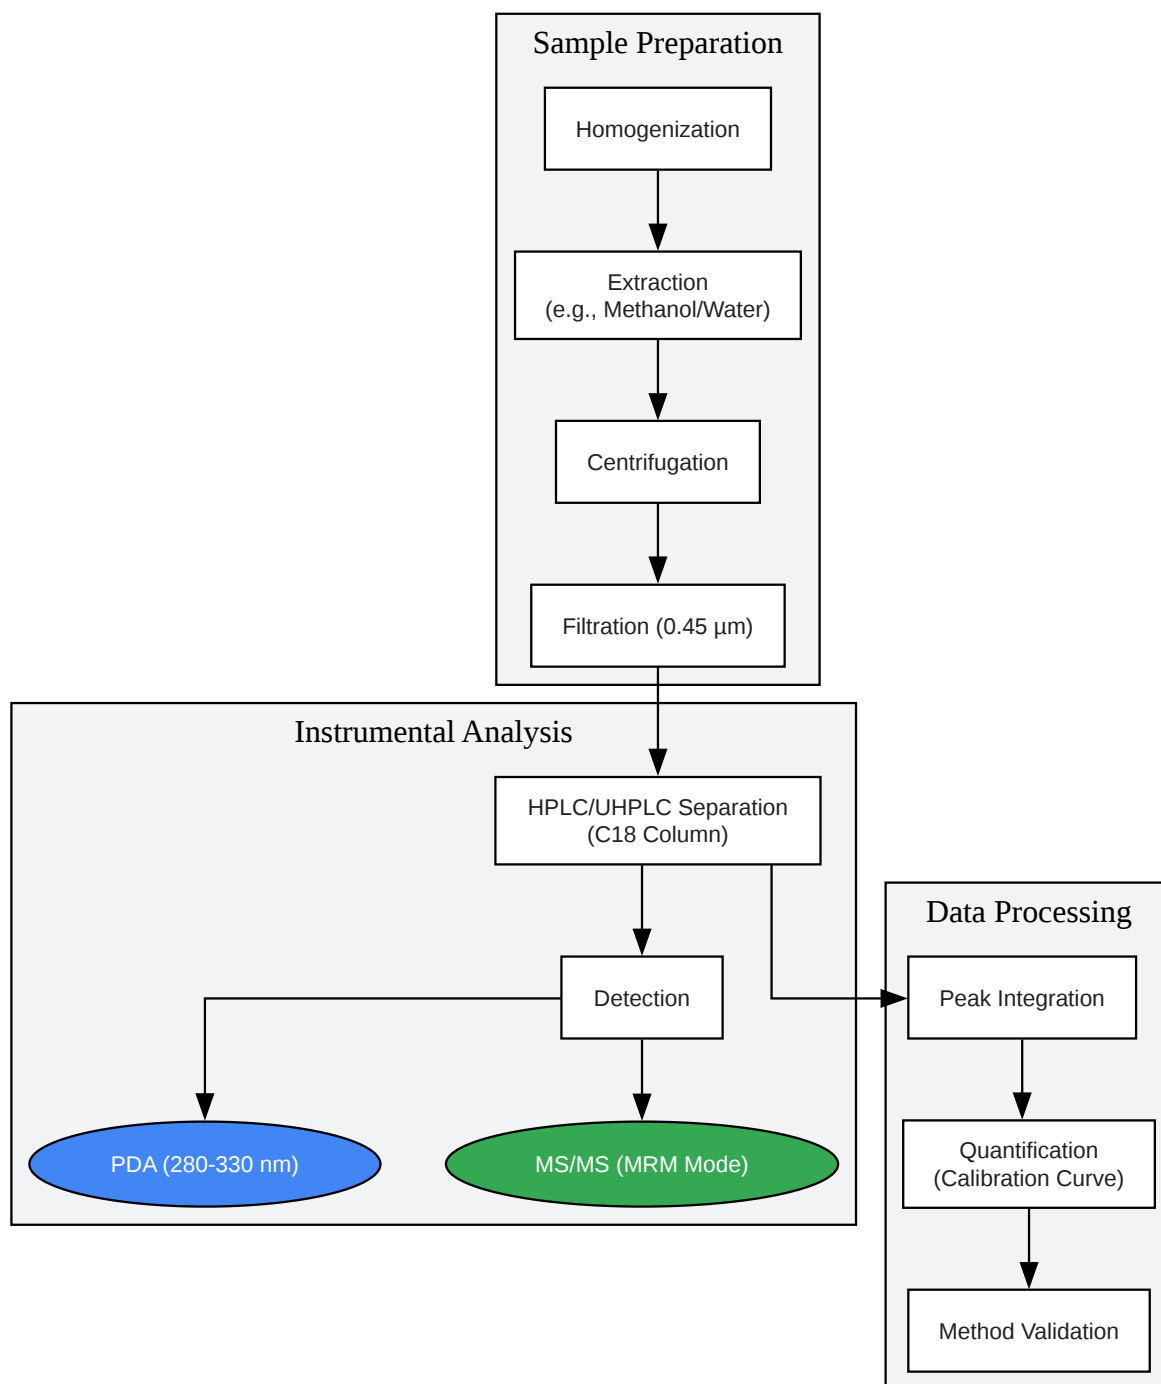 Sample Preparation
Homogenization
Extraction
(e.g., Methanol/Water)
Centrifugation
Filtration (0.45 µm)
Instrumental Analysis
HPLC/UHPLC Separation
(C18 Column)
Detection
PDA (280-330 nm)
MS/MS (MRM Mode)
Data Processing
Peak Integration
Quantification
(Calibration Curve)
Method Validation